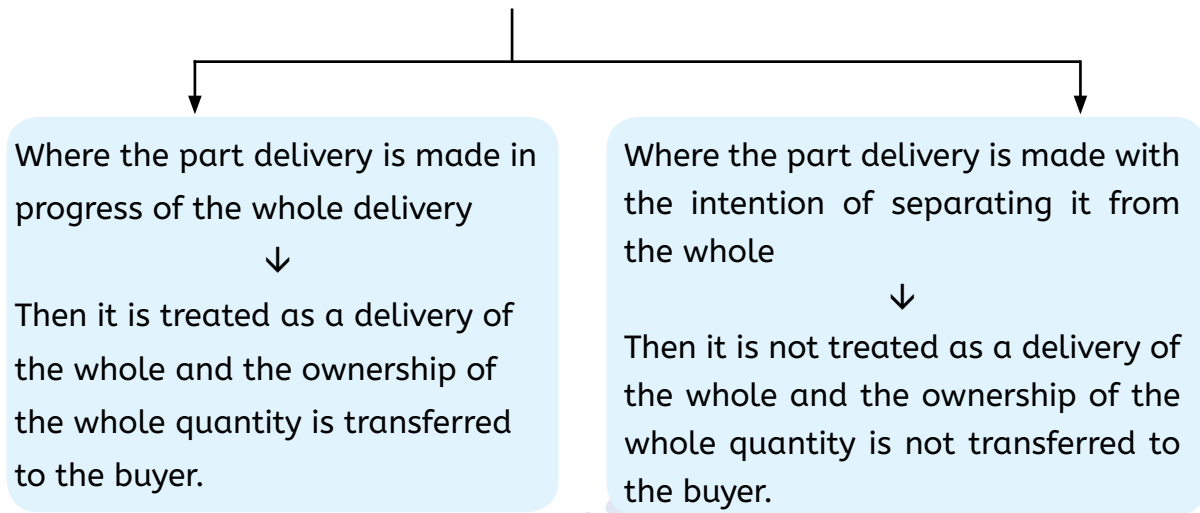 Where the part delivery is made in
progress of the whole delivery
↓
Then it is treated as a delivery of
the whole and the ownership of
the whole quantity is transferred
to the buyer.
Where the part delivery is made with
the intention of separating it from
the whole
↓
Then it is not treated as a delivery of
the whole and the ownership of the
whole quantity is not transferred to
the buyer.